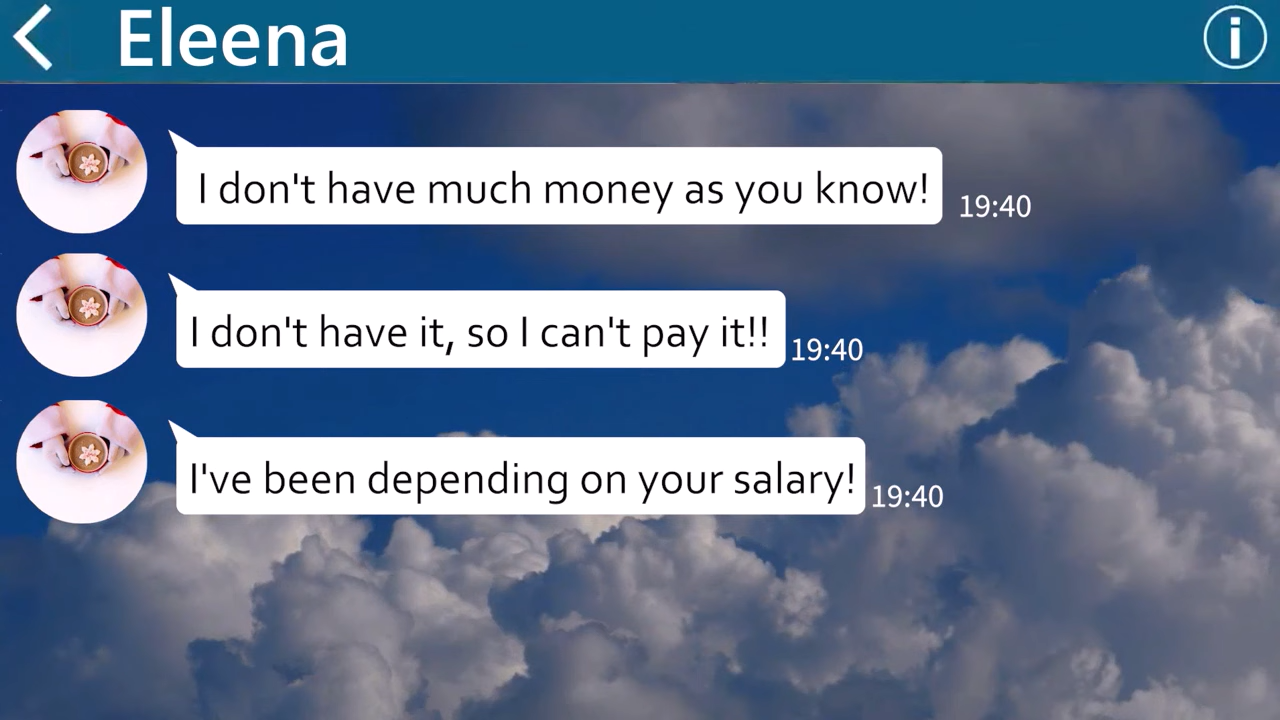 Eleena
I don't have much money as you know!
19:40
I don't have it, so I can't pay it!!
19:40
I've been depending on your salary!
19:40